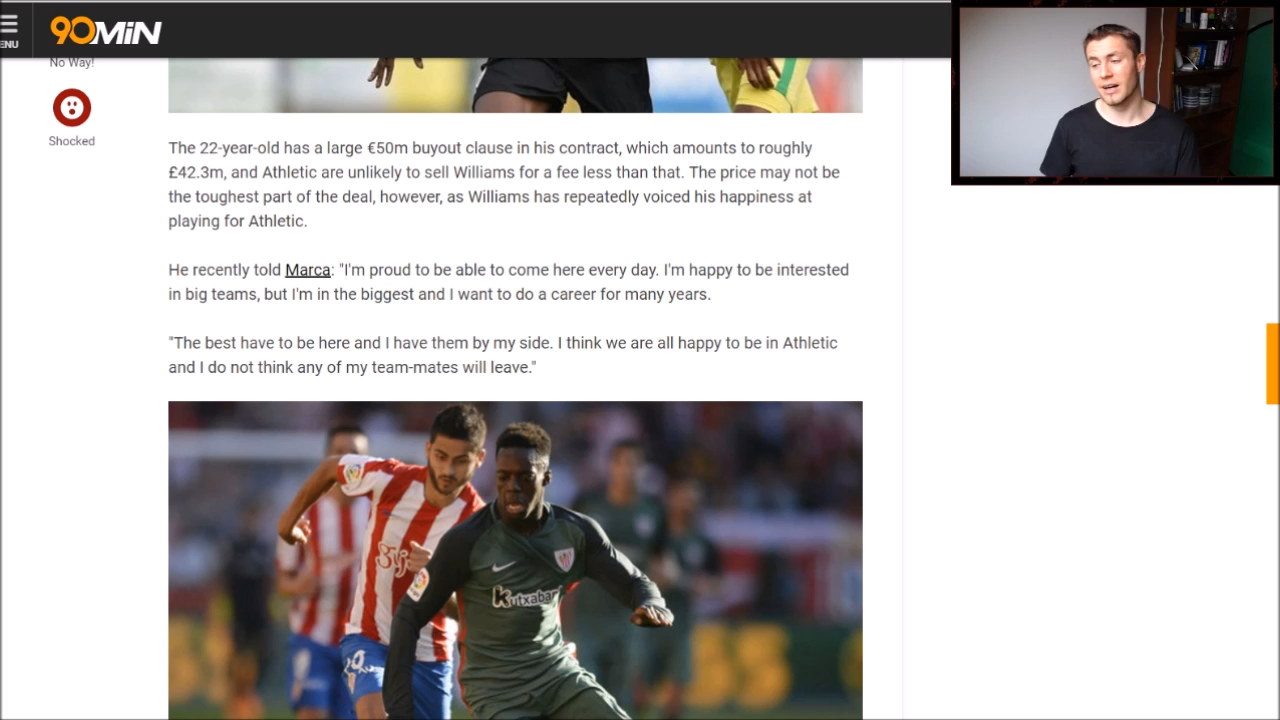 90MiN
ENU
No Way!
Shocked
The 22-year-old has a large €50m buyout clause in his contract, which amounts to roughly
£42.3m, and Athletic are unlikely to sell Williams for a fee less than that. The price may not be
the toughest part of the deal, however, as Williams has repeatedly voiced his happiness at
playing for Athletic.
He recently told Marca: "I'm proud to be able to come here every day. I'm happy to be interested
in big teams, but I'm in the biggest and I want to do a career for many years.
"The best have to be here and I have them by my side. I think we are all happy to be in Athletic
and I do not think any of my team-mates will leave."
Kutxabank